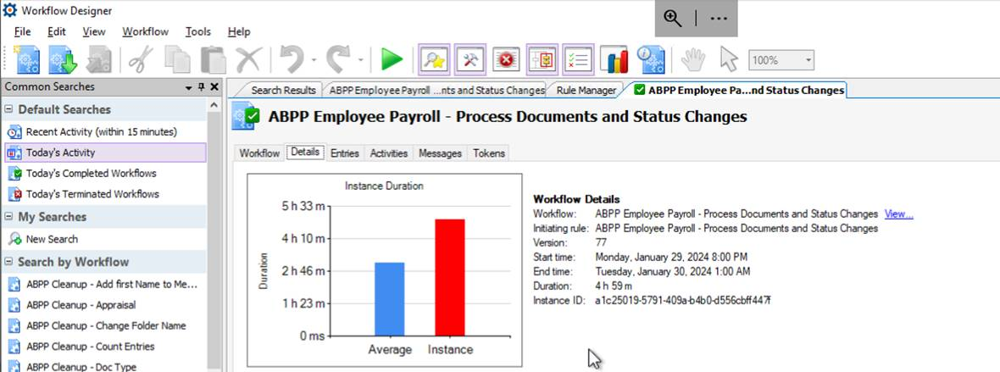 Workflow Designer
File Edit View Workflow Tools Help
100%
Common Searches
Default Searches
Recent Activity (within 15 minutes)
Today's Activity
Today's Completed Workflows
Today's Terminated Workflows
My Searches
New Search
Search by Workflow
ABPP Cleanup - Add first Name to Me...
ABPP Cleanup - Appraisal
ABPP Cleanup - Change Folder Name
ABPP Cleanup - Count Entries
ABPP Cleanup - Doc Type
Search Results ABPP Employee Payroll ...nts and Status Changes Rule Manager ABPP Employee Pa...nd Status Changes
ABPP Employee Payroll - Process Documents and Status Changes
Workflow Details Entries Activities Messages Tokens
Instance Duration
Duration
5 h 33 m
4 h 10 m
2 h 46 m
1 h 23 m
0 ms
Average Instance
Workflow Details
Workflow: ABPP Employee Payroll - Process Documents and Status Changes View...
Initiating rule: ABPP Employee Payroll - Process Documents and Status Changes
Version: 77
Start time: Monday, January 29, 2024 8:00 PM
End time: Tuesday, January 30, 2024 1:00 AM
Duration: 4 h 59 m
Instance ID: a1c25019-5791-409a-b4b0-d556cbff447f